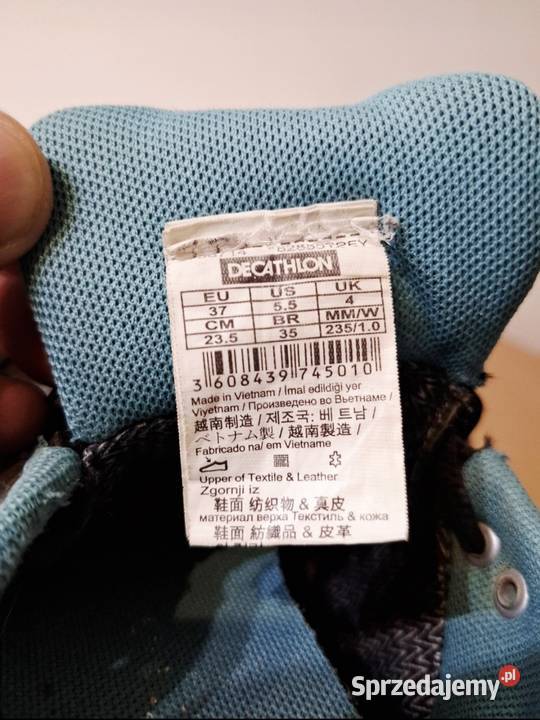 DECATHLON
EU US UK
37 5.5 4
CM BR MM/W
23.5 35 235/1.0
3 608439 745010
Made in Vietnam / İmal edildiği yer
Viyetnam / Произведено во Вьетнаме /
越南制造 / 제조국: 베 트남 /
ベトナム製 / 越南製造 /
Fabricado na/ em Vietname
Upper of Textile & Leather
Zgornji iz
鞋面 纺织物 & 真皮
материал верха Текстиль & кожа
鞋面 紡織品 & 皮革
Sprzedajemy.pl